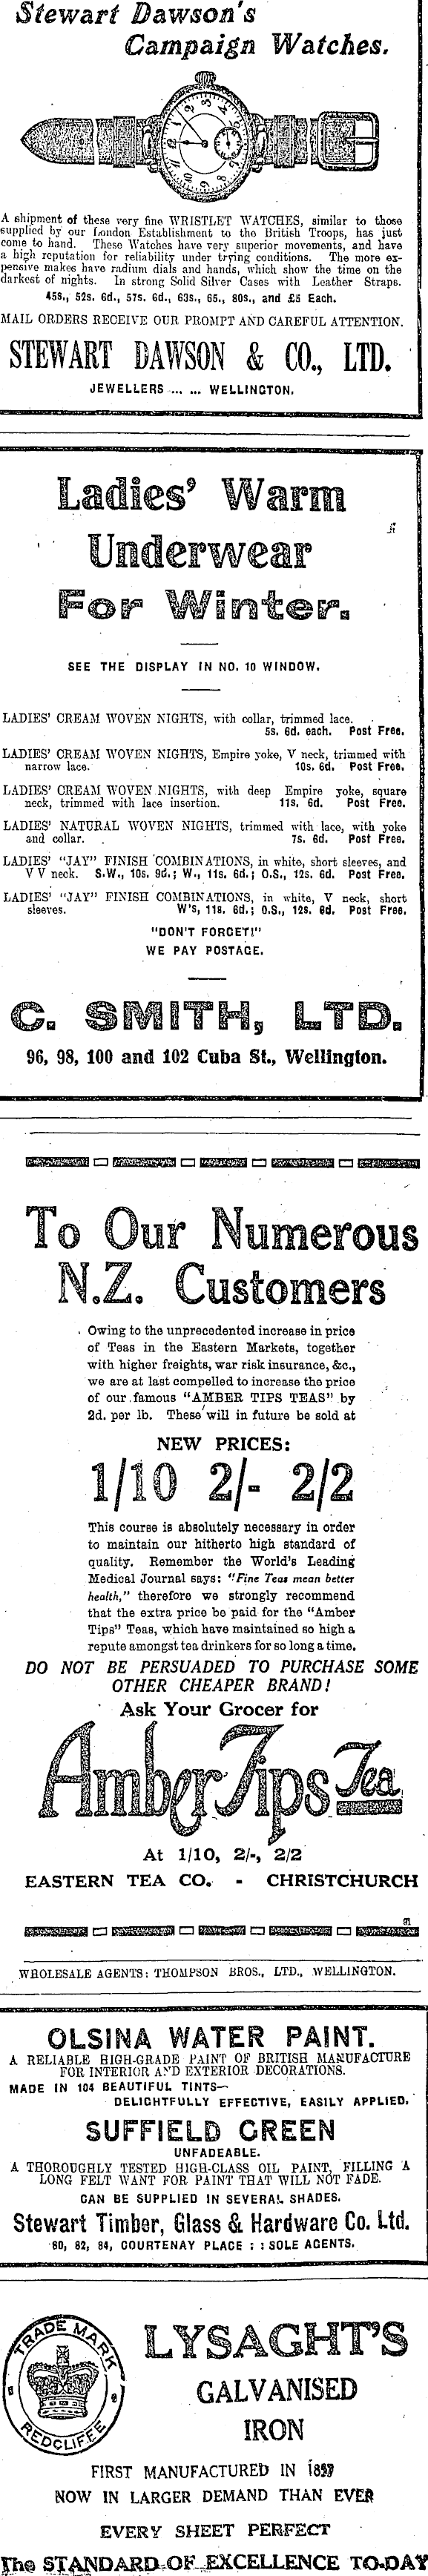 Stewart Dawson's
Campaign Watches.
A shipment of these very fine WRISTLET WATCHES, similar to those
supplied by our London Establishment to the British Troops, has just
come to hand. These Watches have very superior movements, and have
a high reputation for reliability under trying conditions. The more ex-
pensive makes have radium dials and hands, which show the time on the
darkest of nights. In strong Solid Silver Cases with Leather Straps.
45s., 52s. 6d., 57s. 6d., 63s., 65., 80s., and £5 Each.
MAIL ORDERS RECEIVE OUR PROMPT AND CAREFUL ATTENTION.
STEWART DAWSON & CO., LTD.
JEWELLERS ... ... WELLINGTON.
Ladies' Warm
Underwear
For Winter.
SEE THE DISPLAY IN NO. 10 WINDOW.
LADIES' CREAM WOVEN NIGHTS, with collar, trimmed lace.
5s. 6d. each. Post Free.
LADIES' CREAM WOVEN NIGHTS, Empire yoke, V neck, trimmed with
narrow lace. 10s. 6d. Post Free.
LADIES' CREAM WOVEN NIGHTS, with deep Empire yoke, square
neck, trimmed with lace insertion. 11s. 6d. Post Free.
LADIES' NATURAL WOVEN NIGHTS, trimmed with lace, with yoke
and collar. 7s. 6d. Post Free.
LADIES' "JAY" FINISH COMBINATIONS, in white, short sleeves, and
V V neck. S.W., 10s. 9d.; W., 11s. 6d.; O.S., 12s. 6d. Post Free.
LADIES' "JAY" FINISH COMBINATIONS, in white, V neck, short
sleeves. W's, 11s. 6d.; O.S., 12s. 6d. Post Free.
"DON'T FORGET!"
WE PAY POSTAGE.
C. SMITH, LTD.
96, 98, 100 and 102 Cuba St., Wellington.
To Our Numerous
N.Z. Customers
Owing to the unprecedented increase in price
of Teas in the Eastern Markets, together
with higher freights, war risk insurance, &c.,
we are at last compelled to increase the price
of our famous "AMBER TIPS TEAS" by
2d. per lb. These will in future be sold at
NEW PRICES:
1/10 2/- 2/2
This course is absolutely necessary in order
to maintain our hitherto high standard of
quality. Remember the World's Leading
Medical Journal says: "Fine Teas mean better
health," therefore we strongly recommend
that the extra price be paid for the "Amber
Tips" Teas, which have maintained so high a
repute amongst tea drinkers for so long a time.
DO NOT BE PERSUADED TO PURCHASE SOME
OTHER CHEAPER BRAND!
Ask Your Grocer for
Amber Tips Tea
At 1/10, 2/-, 2/2
EASTERN TEA CO. - CHRISTCHURCH
91
WHOLESALE AGENTS: THOMPSON BROS., LTD., WELLINGTON.
OLSINA WATER PAINT.
A RELIABLE HIGH-GRADE PAINT OF BRITISH MANUFACTURE
FOR INTERIOR AND EXTERIOR DECORATIONS.
MADE IN 104 BEAUTIFUL TINTS—
DELIGHTFULLY EFFECTIVE, EASILY APPLIED.
SUFFIELD GREEN
UNFADEABLE.
A THOROUGHLY TESTED HIGH-CLASS OIL PAINT, FILLING A
LONG FELT WANT FOR PAINT THAT WILL NOT FADE.
CAN BE SUPPLIED IN SEVERAL SHADES.
Stewart Timber, Glass & Hardware Co. Ltd.
80, 82, 84, COURTENAY PLACE : : SOLE AGENTS.
TRADE MARK
REDCLIFFE
LYSAGHT'S
GALVANISED
IRON
FIRST MANUFACTURED IN
NOW IN LARGER DEMAND THAN EVER
EVERY SHEET PERFECT
The STANDARD OF EXCELLENCE TO-DAY